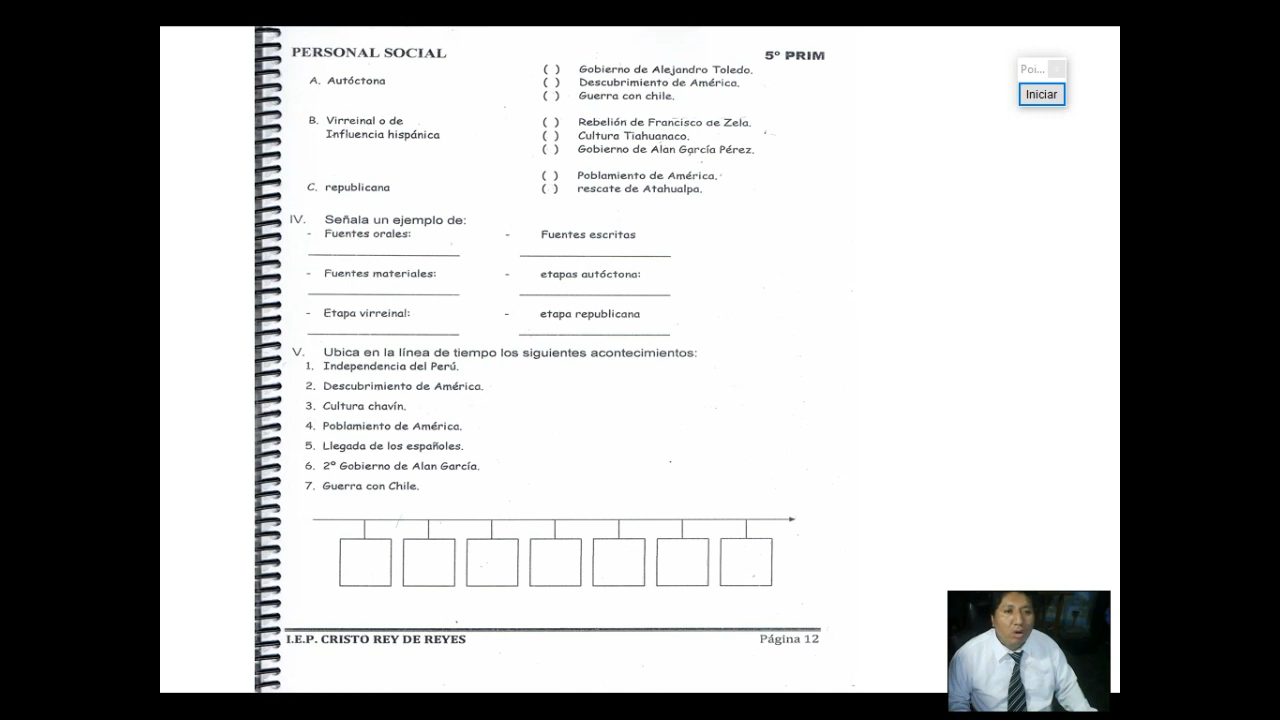 PERSONAL SOCIAL
5º PRIM
A. Autóctona
( ) Gobierno de Alejandro Toledo.
( ) Descubrimiento de América.
( ) Guerra con chile.
B. Virreinal o de
Influencia hispánica
( ) Rebelión de Francisco de Zela.
( ) Cultura Tiahuanaco.
( ) Gobierno de Alan García Pérez.
C. republicana
( ) Poblamiento de América.
( ) rescate de Atahualpa.
IV. Señala un ejemplo de:
- Fuentes orales: - Fuentes escritas
- Fuentes materiales: - etapas autóctona:
- Etapa virreinal: - etapa republicana
V. Ubica en la línea de tiempo los siguientes acontecimientos:
1. Independencia del Perú.
2. Descubrimiento de América.
3. Cultura chavín.
4. Poblamiento de América.
5. Llegada de los españoles.
6. 2º Gobierno de Alan García.
7. Guerra con Chile.
I.E.P. CRISTO REY DE REYES
Página 12
Poi...
Iniciar